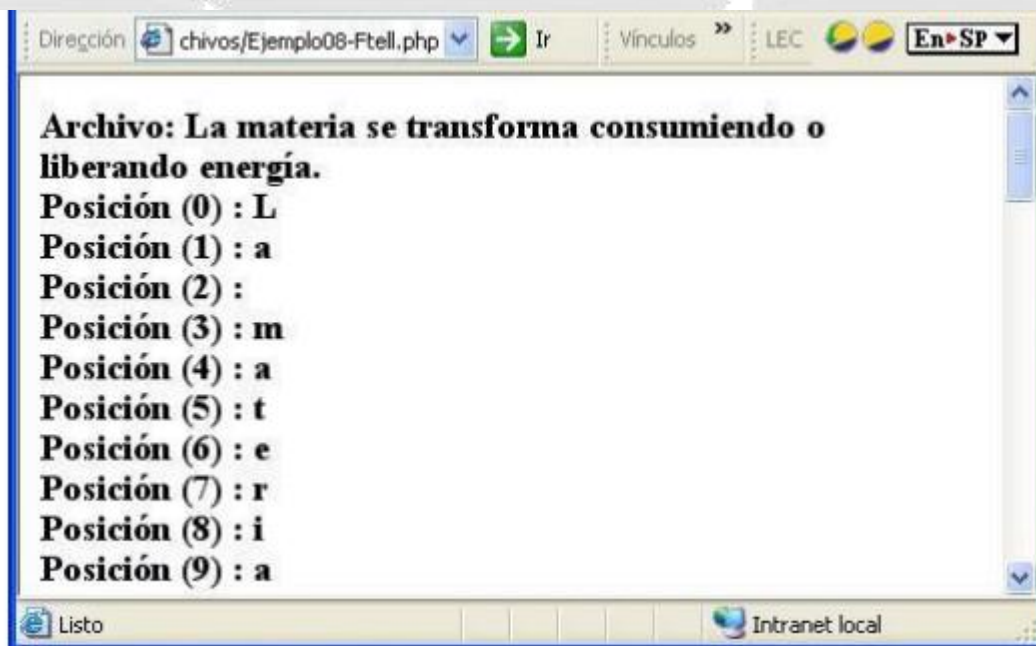 Dirección chivos/Ejemplo08-Ftell.php Ir Vínculos » LEC En SP
Archivo: La materia se transforma consumiendo o
liberando energía.
Posición (0) : L
Posición (1) : a
Posición (2) :
Posición (3) : m
Posición (4) : a
Posición (5) : t
Posición (6) : e
Posición (7) : r
Posición (8) : i
Posición (9) : a
Listo Intranet local